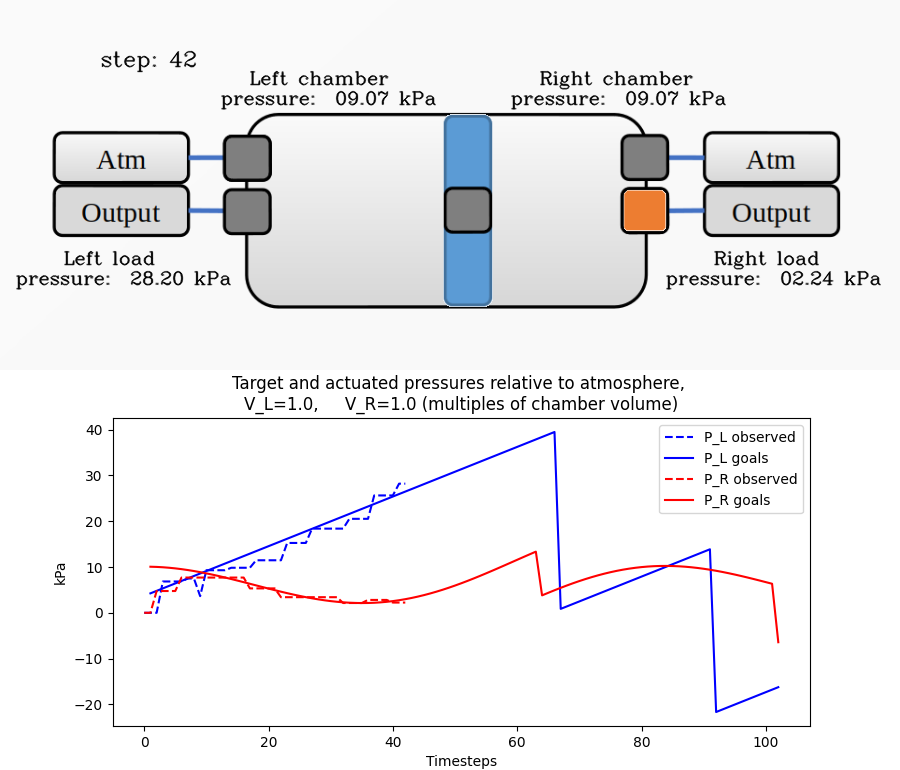 step: 42
Left chamber
pressure: 09.07 kPa
Right chamber
pressure: 09.07 kPa
Atm
Output
Atm
Output
Left load
pressure: 28.20 kPa
Right load
pressure: 02.24 kPa
Target and actuated pressures relative to atmosphere,
V_L=1.0, V_R=1.0 (multiples of chamber volume)
P_L observed
P_L goals
P_R observed
P_R goals
40
30
20
10
0
−10
−20
kPa
0 20 40 60 80 100
Timesteps